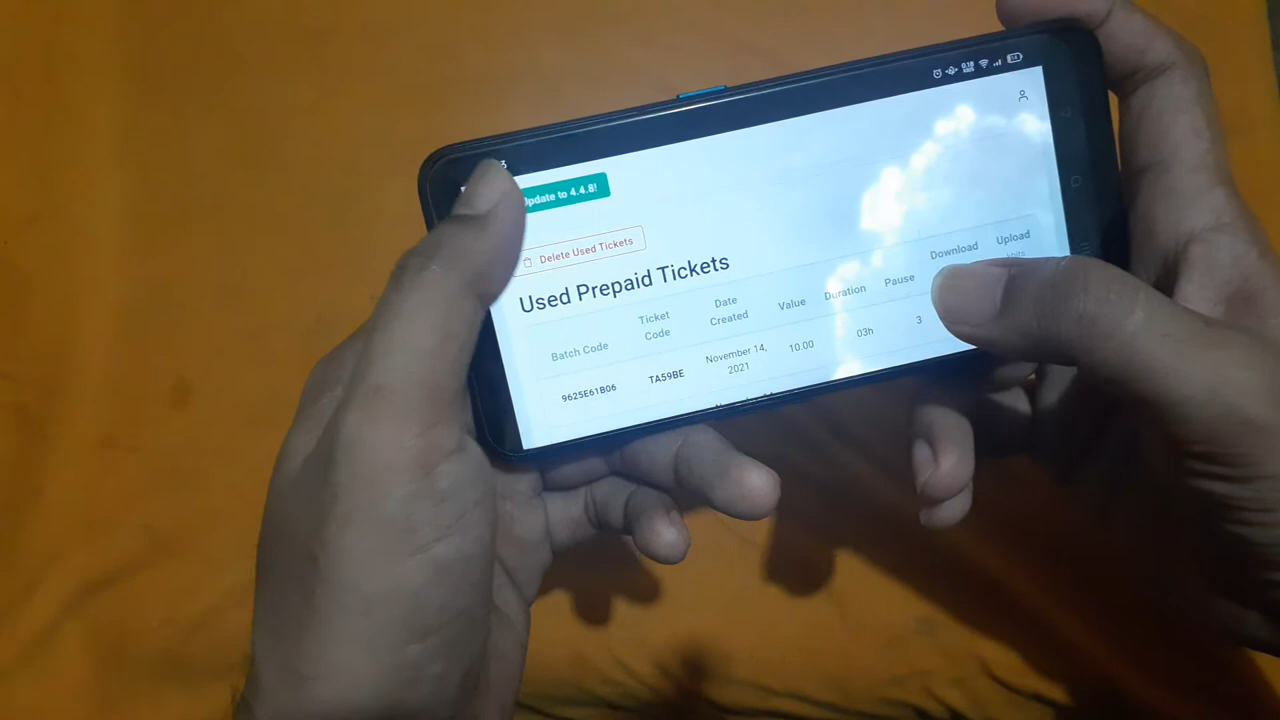 Update to 4.4.8!
Delete Used Tickets
Used Prepaid Tickets
Batch Code Ticket Code Date Created Value Duration Pause Download Upload
kbits
9625E61B06 TA59BE November 14, 2021 10.00 03h 3